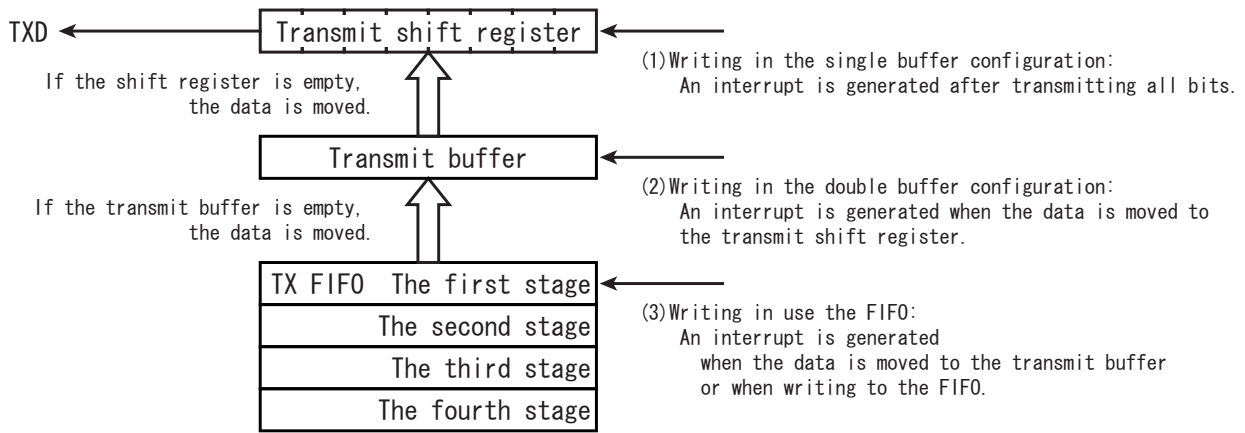 TXD
Transmit shift register
(1)Writing in the single buffer configuration:
An interrupt is generated after transmitting all bits.
If the shift register is empty,
the data is moved.
Transmit buffer
(2)Writing in the double buffer configuration:
An interrupt is generated when the data is moved to
the transmit shift register.
If the transmit buffer is empty,
the data is moved.
TX FIFO The first stage
The second stage
The third stage
The fourth stage
(3)Writing in use the FIFO:
An interrupt is generated
when the data is moved to the transmit buffer
or when writing to the FIFO.